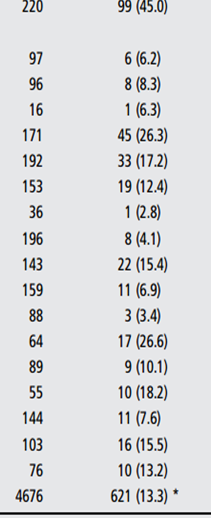 220 99 (45.0)
97 6 (6.2)
96 8 (8.3)
16 1 (6.3)
171 45 (26.3)
192 33 (17.2)
153 19 (12.4)
36 1 (2.8)
196 8 (4.1)
143 22 (15.4)
159 11 (6.9)
88 3 (3.4)
64 17 (26.6)
89 9 (10.1)
55 10 (18.2)
144 11 (7.6)
103 16 (15.5)
76 10 (13.2)
4676 621 (13.3) *